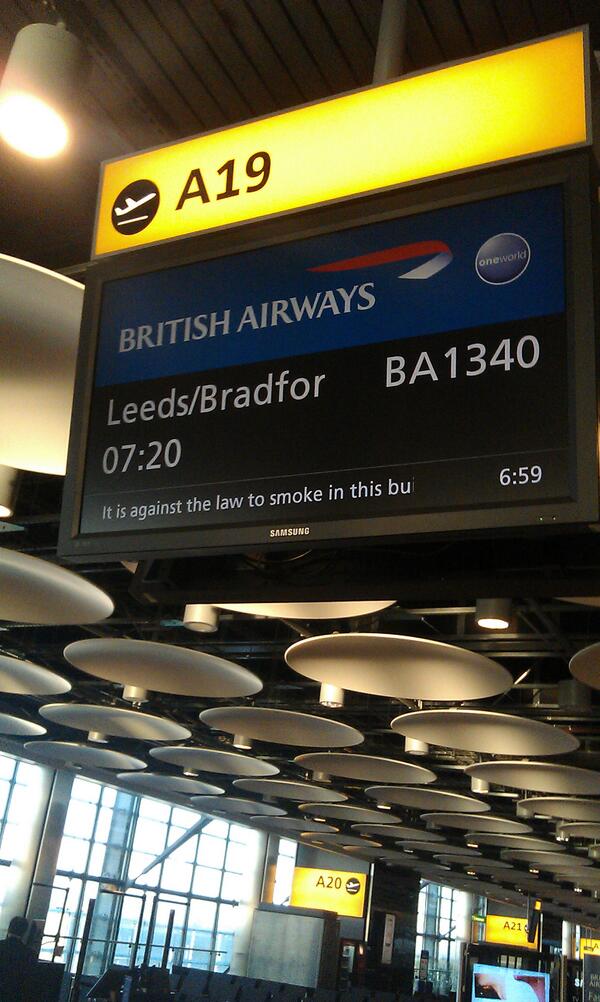 A19
BRITISH AIRWAYS
oneworld
Leeds/Bradfor BA1340
07:20
It is against the law to smoke in this bu
6:59
SAMSUNG
A20
A21